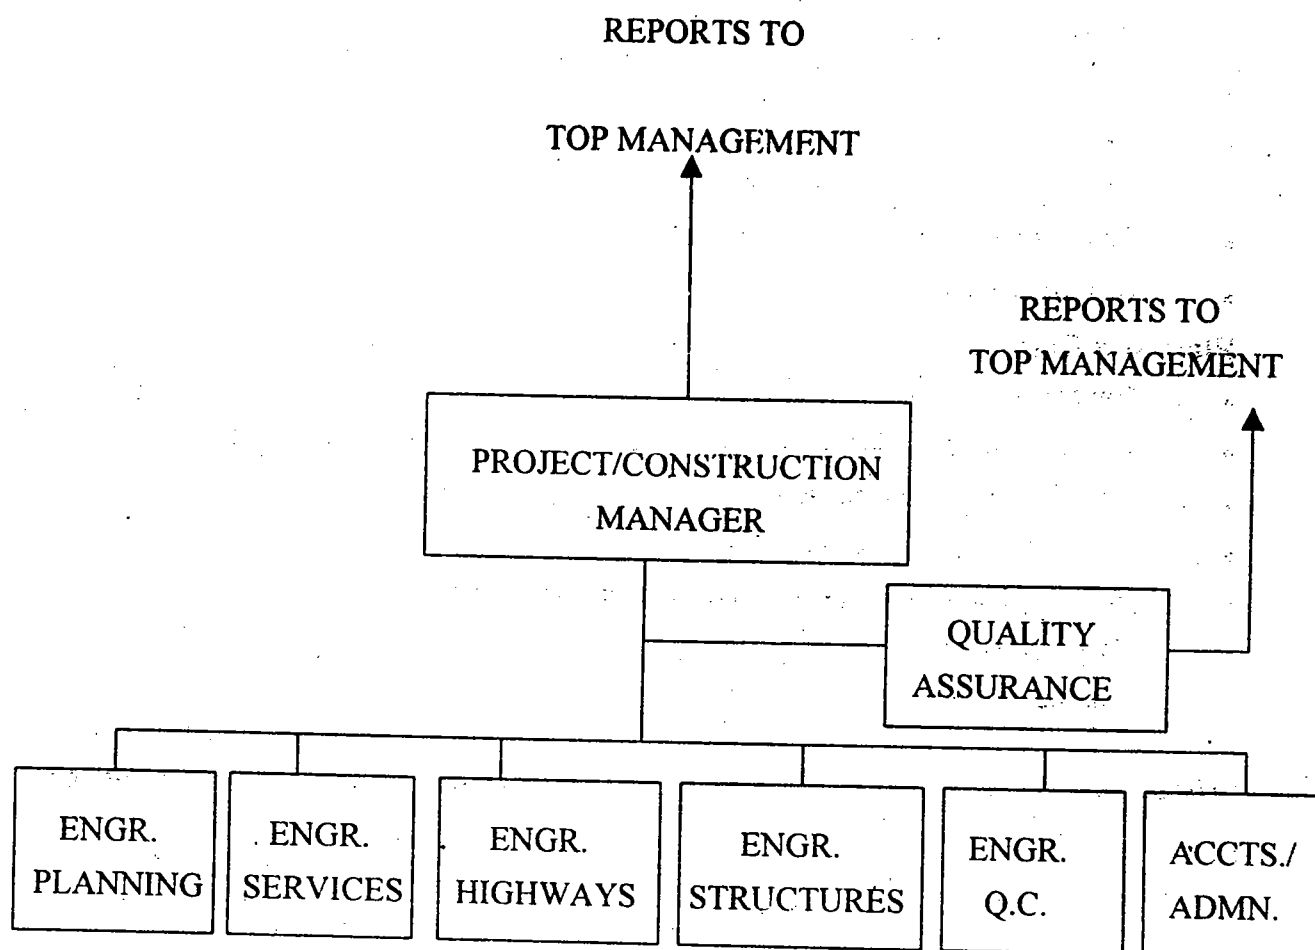 REPORTS TO
TOP MANAGEMENT
REPORTS TO
TOP MANAGEMENT
PROJECT/CONSTRUCTION
MANAGER
QUALITY
ASSURANCE
ENGR.
PLANNING
ENGR.
SERVICES
ENGR.
HIGHWAYS
ENGR.
STRUCTURES
ENGR.
Q.C.
ACCTS./
ADMN.